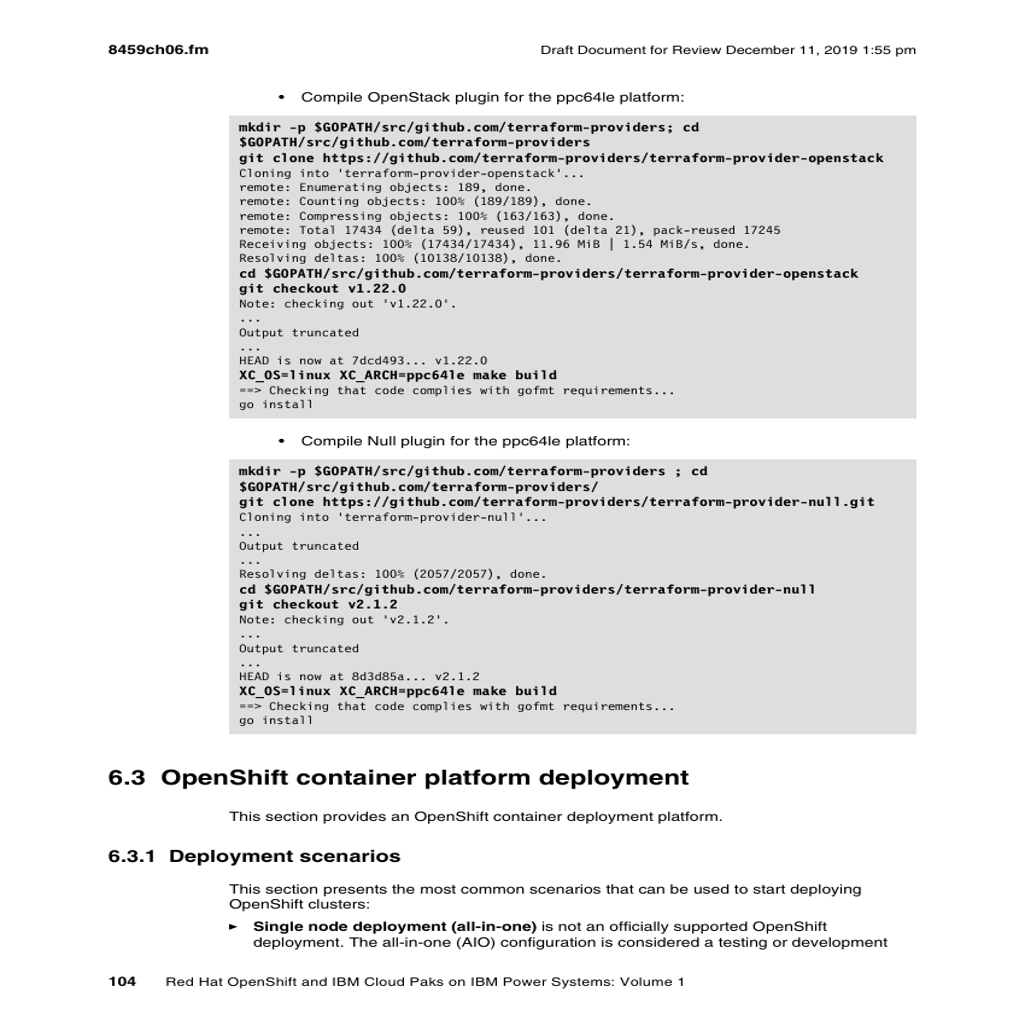 8459ch06.fm
Draft Document for Review December 11, 2019 1:55 pm
• Compile OpenStack plugin for the ppc64le platform:
mkdir -p $GOPATH/src/github.com/terraform-providers; cd
$GOPATH/src/github.com/terraform-providers
git clone https://github.com/terraform-providers/terraform-provider-openstack
Cloning into 'terraform-provider-openstack'...
remote: Enumerating objects: 189, done.
remote: Counting objects: 100% (189/189), done.
remote: Compressing objects: 100% (163/163), done.
remote: Total 17434 (delta 59), reused 101 (delta 21), pack-reused 17245
Receiving objects: 100% (17434/17434), 11.96 MiB | 1.54 MiB/s, done.
Resolving deltas: 100% (10138/10138), done.
cd $GOPATH/src/github.com/terraform-providers/terraform-provider-openstack
git checkout v1.22.0
Note: checking out 'v1.22.0'.
...
Output truncated
...
HEAD is now at 7dcd493... v1.22.0
XC_OS=linux XC_ARCH=ppc64le make build
==> Checking that code complies with gofmt requirements...
go install
• Compile Null plugin for the ppc64le platform:
mkdir -p $GOPATH/src/github.com/terraform-providers ; cd
$GOPATH/src/github.com/terraform-providers/
git clone https://github.com/terraform-providers/terraform-provider-null.git
Cloning into 'terraform-provider-null'...
...
Output truncated
...
Resolving deltas: 100% (2057/2057), done.
cd $GOPATH/src/github.com/terraform-providers/terraform-provider-null
git checkout v2.1.2
Note: checking out 'v2.1.2'.
...
Output truncated
...
HEAD is now at 8d3d85a... v2.1.2
XC_OS=linux XC_ARCH=ppc64le make build
==> Checking that code complies with gofmt requirements...
go install
6.3 OpenShift container platform deployment
This section provides an OpenShift container deployment platform.
6.3.1 Deployment scenarios
This section presents the most common scenarios that can be used to start deploying
OpenShift clusters:
► Single node deployment (all-in-one) is not an officially supported OpenShift
deployment. The all-in-one (AIO) configuration is considered a testing or development
104 Red Hat OpenShift and IBM Cloud Paks on IBM Power Systems: Volume 1